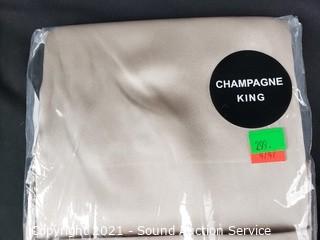 CHAMPAGNE
KING
Copyright 2021 - Sound Auction Service